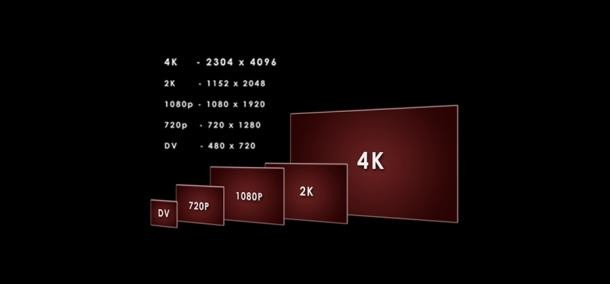 4K - 2304 x 4096
2K - 1152 x 2048
1080p - 1080 x 1920
720p - 720 x 1280
DV - 480 x 720
DV
720P
1080P
2K
4K